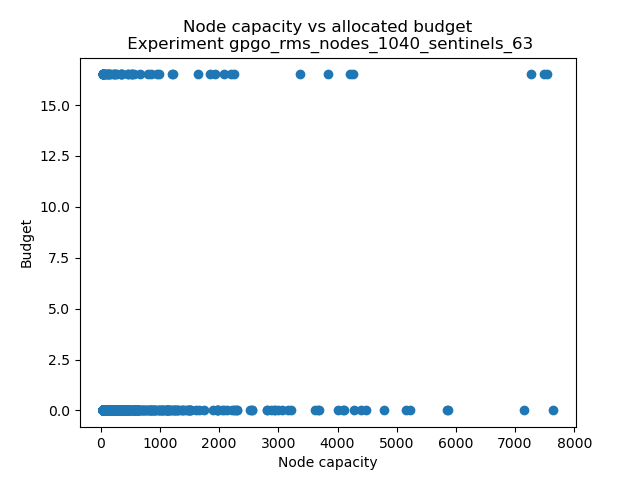 Node capacity vs allocated budget
Experiment gpgo_rms_nodes_1040_sentinels_63
15.0
12.5
10.0
7.5
5.0
2.5
0.0
Budget
0 1000 2000 3000 4000 5000 6000 7000 8000
Node capacity